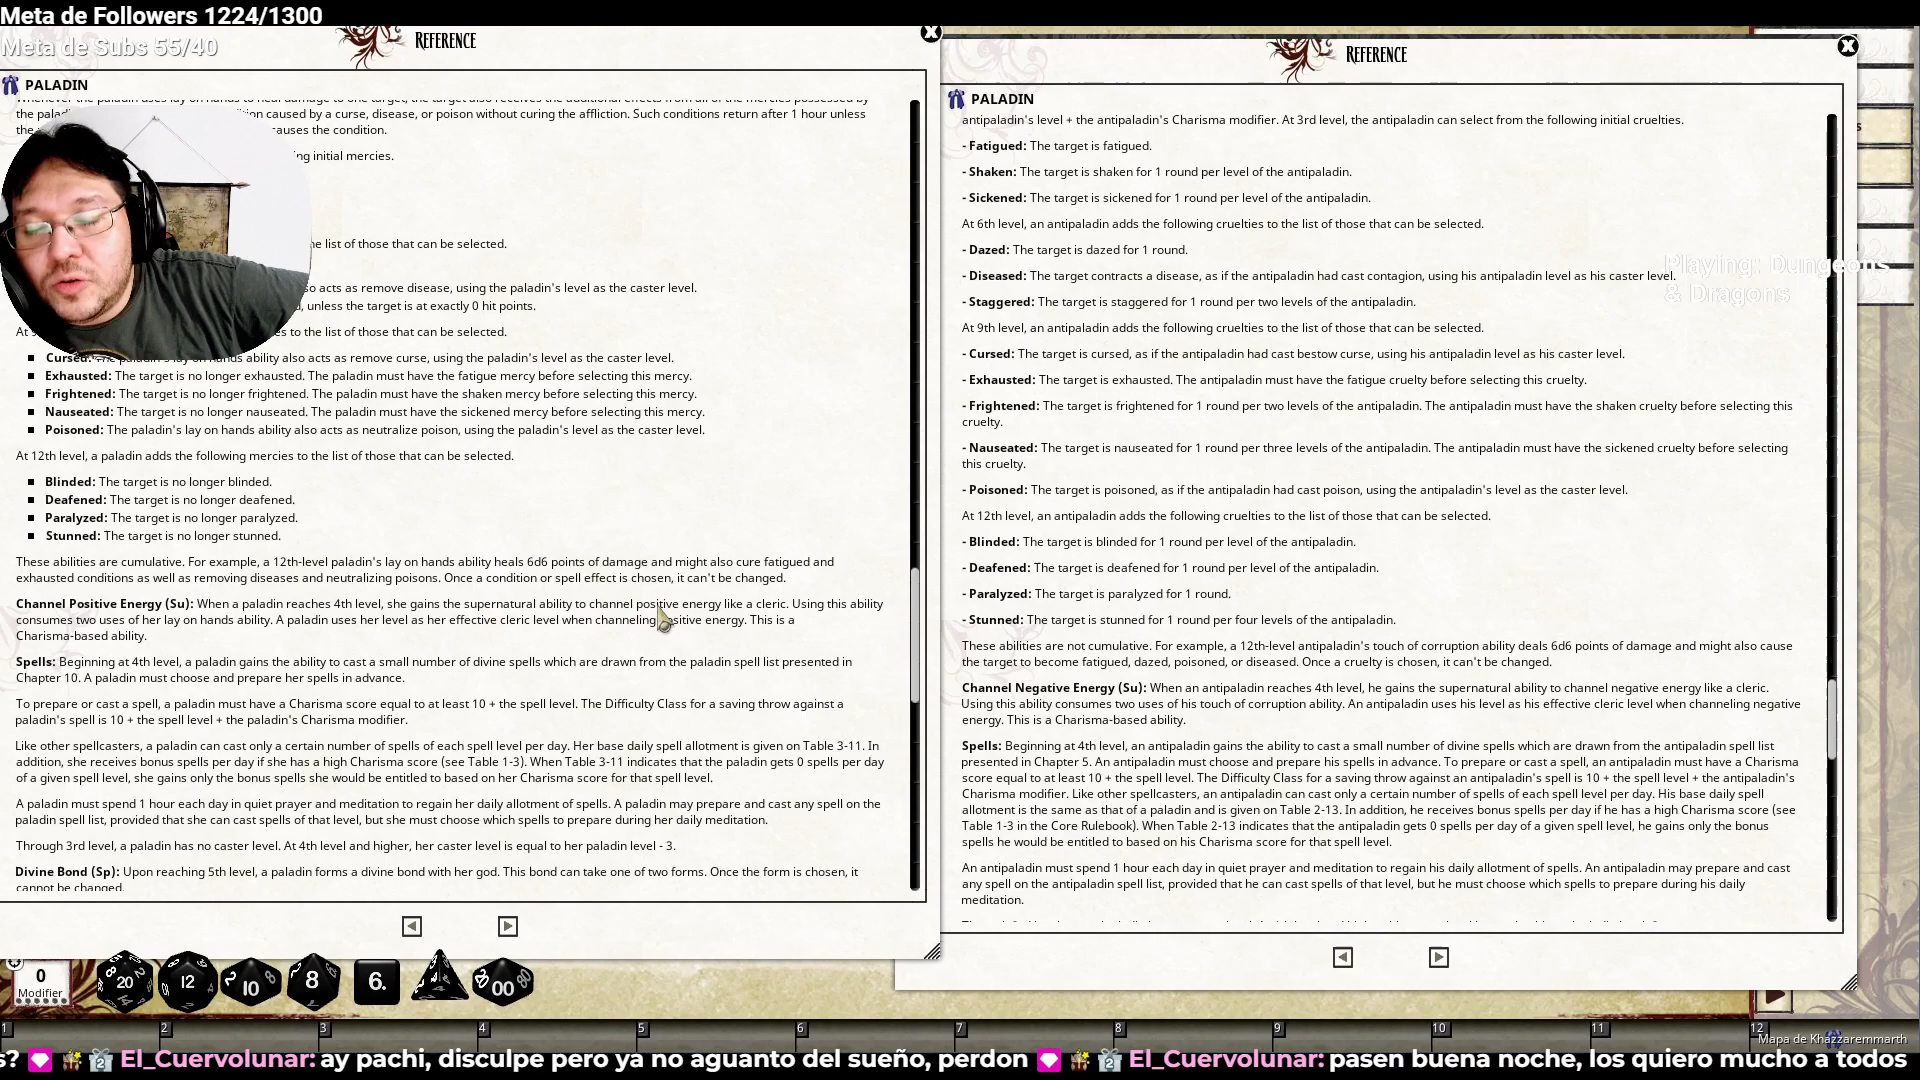 Meta de Followers 1224/1300
Meta de Subs 55/40
REFERENCE
PALADIN
Whenever the paladin uses lay on hands to heal damage to one target, the target also receives the additional effects from all of the mercies possessed by
the palad
tion caused by a curse, disease, or poison without curing the affliction. Such conditions return after 1 hour unless
the
causes the condition.
ng initial mercies.
he list of those that can be selected.
so acts as remove disease, using the paladin's level as the caster level.
, unless the target is at exactly 0 hit points.
At
es to the list of those that can be selected.
■ Cursed: The paladin's lay on hands ability also acts as remove curse, using the paladin's level as the caster level.
■ Exhausted: The target is no longer exhausted. The paladin must have the fatigue mercy before selecting this mercy.
■ Frightened: The target is no longer frightened. The paladin must have the shaken mercy before selecting this mercy.
■ Nauseated: The target is no longer nauseated. The paladin must have the sickened mercy before selecting this mercy.
■ Poisoned: The paladin's lay on hands ability also acts as neutralize poison, using the paladin's level as the caster level.
At 12th level, a paladin adds the following mercies to the list of those that can be selected.
■ Blinded: The target is no longer blinded.
■ Deafened: The target is no longer deafened.
■ Paralyzed: The target is no longer paralyzed.
■ Stunned: The target is no longer stunned.
These abilities are cumulative. For example, a 12th-level paladin's lay on hands ability heals 6d6 points of damage and might also cure fatigued and
exhausted conditions as well as removing diseases and neutralizing poisons. Once a condition or spell effect is chosen, it can't be changed.
Channel Positive Energy (Su): When a paladin reaches 4th level, she gains the supernatural ability to channel positive energy like a cleric. Using this ability
consumes two uses of her lay on hands ability. A paladin uses her level as her effective cleric level when channeling positive energy. This is a
Charisma-based ability.
Spells: Beginning at 4th level, a paladin gains the ability to cast a small number of divine spells which are drawn from the paladin spell list presented in
Chapter 10. A paladin must choose and prepare her spells in advance.
To prepare or cast a spell, a paladin must have a Charisma score equal to at least 10 + the spell level. The Difficulty Class for a saving throw against a
paladin's spell is 10 + the spell level + the paladin's Charisma modifier.
Like other spellcasters, a paladin can cast only a certain number of spells of each spell level per day. Her base daily spell allotment is given on Table 3-11. In
addition, she receives bonus spells per day if she has a high Charisma score (see Table 1-3). When Table 3-11 indicates that the paladin gets 0 spells per day
of a given spell level, she gains only the bonus spells she would be entitled to based on her Charisma score for that spell level.
A paladin must spend 1 hour each day in quiet prayer and meditation to regain her daily allotment of spells. A paladin may prepare and cast any spell on the
paladin spell list, provided that she can cast spells of that level, but she must choose which spells to prepare during her daily meditation.
Through 3rd level, a paladin has no caster level. At 4th level and higher, her caster level is equal to her paladin level - 3.
Divine Bond (Sp): Upon reaching 5th level, a paladin forms a divine bond with her god. This bond can take one of two forms. Once the form is chosen, it
cannot be changed.
REFERENCE
PALADIN
antipaladin's level + the antipaladin's Charisma modifier. At 3rd level, the antipaladin can select from the following initial cruelties.
- Fatigued: The target is fatigued.
- Shaken: The target is shaken for 1 round per level of the antipaladin.
- Sickened: The target is sickened for 1 round per level of the antipaladin.
At 6th level, an antipaladin adds the following cruelties to the list of those that can be selected.
- Dazed: The target is dazed for 1 round.
- Diseased: The target contracts a disease, as if the antipaladin had cast contagion, using his antipaladin level as his caster level.
- Staggered: The target is staggered for 1 round per two levels of the antipaladin.
At 9th level, an antipaladin adds the following cruelties to the list of those that can be selected.
- Cursed: The target is cursed, as if the antipaladin had cast bestow curse, using his antipaladin level as his caster level.
- Exhausted: The target is exhausted. The antipaladin must have the fatigue cruelty before selecting this cruelty.
- Frightened: The target is frightened for 1 round per two levels of the antipaladin. The antipaladin must have the shaken cruelty before selecting this
cruelty.
- Nauseated: The target is nauseated for 1 round per three levels of the antipaladin. The antipaladin must have the sickened cruelty before selecting
this cruelty.
- Poisoned: The target is poisoned, as if the antipaladin had cast poison, using the antipaladin's level as the caster level.
At 12th level, an antipaladin adds the following cruelties to the list of those that can be selected.
- Blinded: The target is blinded for 1 round per level of the antipaladin.
- Deafened: The target is deafened for 1 round per level of the antipaladin.
- Paralyzed: The target is paralyzed for 1 round.
- Stunned: The target is stunned for 1 round per four levels of the antipaladin.
These abilities are not cumulative. For example, a 12th-level antipaladin's touch of corruption ability deals 6d6 points of damage and might also cause
the target to become fatigued, dazed, poisoned, or diseased. Once a cruelty is chosen, it can't be changed.
Channel Negative Energy (Su): When an antipaladin reaches 4th level, he gains the supernatural ability to channel negative energy like a cleric.
Using this ability consumes two uses of his touch of corruption ability. An antipaladin uses his level as his effective cleric level when channeling negative
energy. This is a Charisma-based ability.
Spells: Beginning at 4th level, an antipaladin gains the ability to cast a small number of divine spells which are drawn from the antipaladin spell list
presented in Chapter 5. An antipaladin must choose and prepare his spells in advance. To prepare or cast a spell, an antipaladin must have a Charisma
score equal to at least 10 + the spell level. The Difficulty Class for a saving throw against an antipaladin's spell is 10 + the spell level + the antipaladin's
Charisma modifier. Like other spellcasters, an antipaladin can cast only a certain number of spells of each spell level per day. His base daily spell
allotment is the same as that of a paladin and is given on Table 2-13. In addition, he receives bonus spells per day if he has a high Charisma score (see
Table 1-3 in the Core Rulebook). When Table 2-13 indicates that the antipaladin gets 0 spells per day of a given spell level, he gains only the bonus
spells he would be entitled to based on his Charisma score for that spell level.
An antipaladin must spend 1 hour each day in quiet prayer and meditation to regain his daily allotment of spells. An antipaladin may prepare and cast
any spell on the antipaladin spell list, provided that he can cast spells of that level, but he must choose which spells to prepare during his daily
meditation.
Playing: Dungeons
& Dragons
s
0
Modifier
20
12
10
8
6.
4
00
1 2 3 4 5 6 7 8 9 10 11 12
Mapa de Khazzaremmarth
s? El_Cuervolunar: ay pachi, disculpe pero ya no aguanto del sueño, perdon 2 El_Cuervolunar: pasen buena noche, los quiero mucho a todos